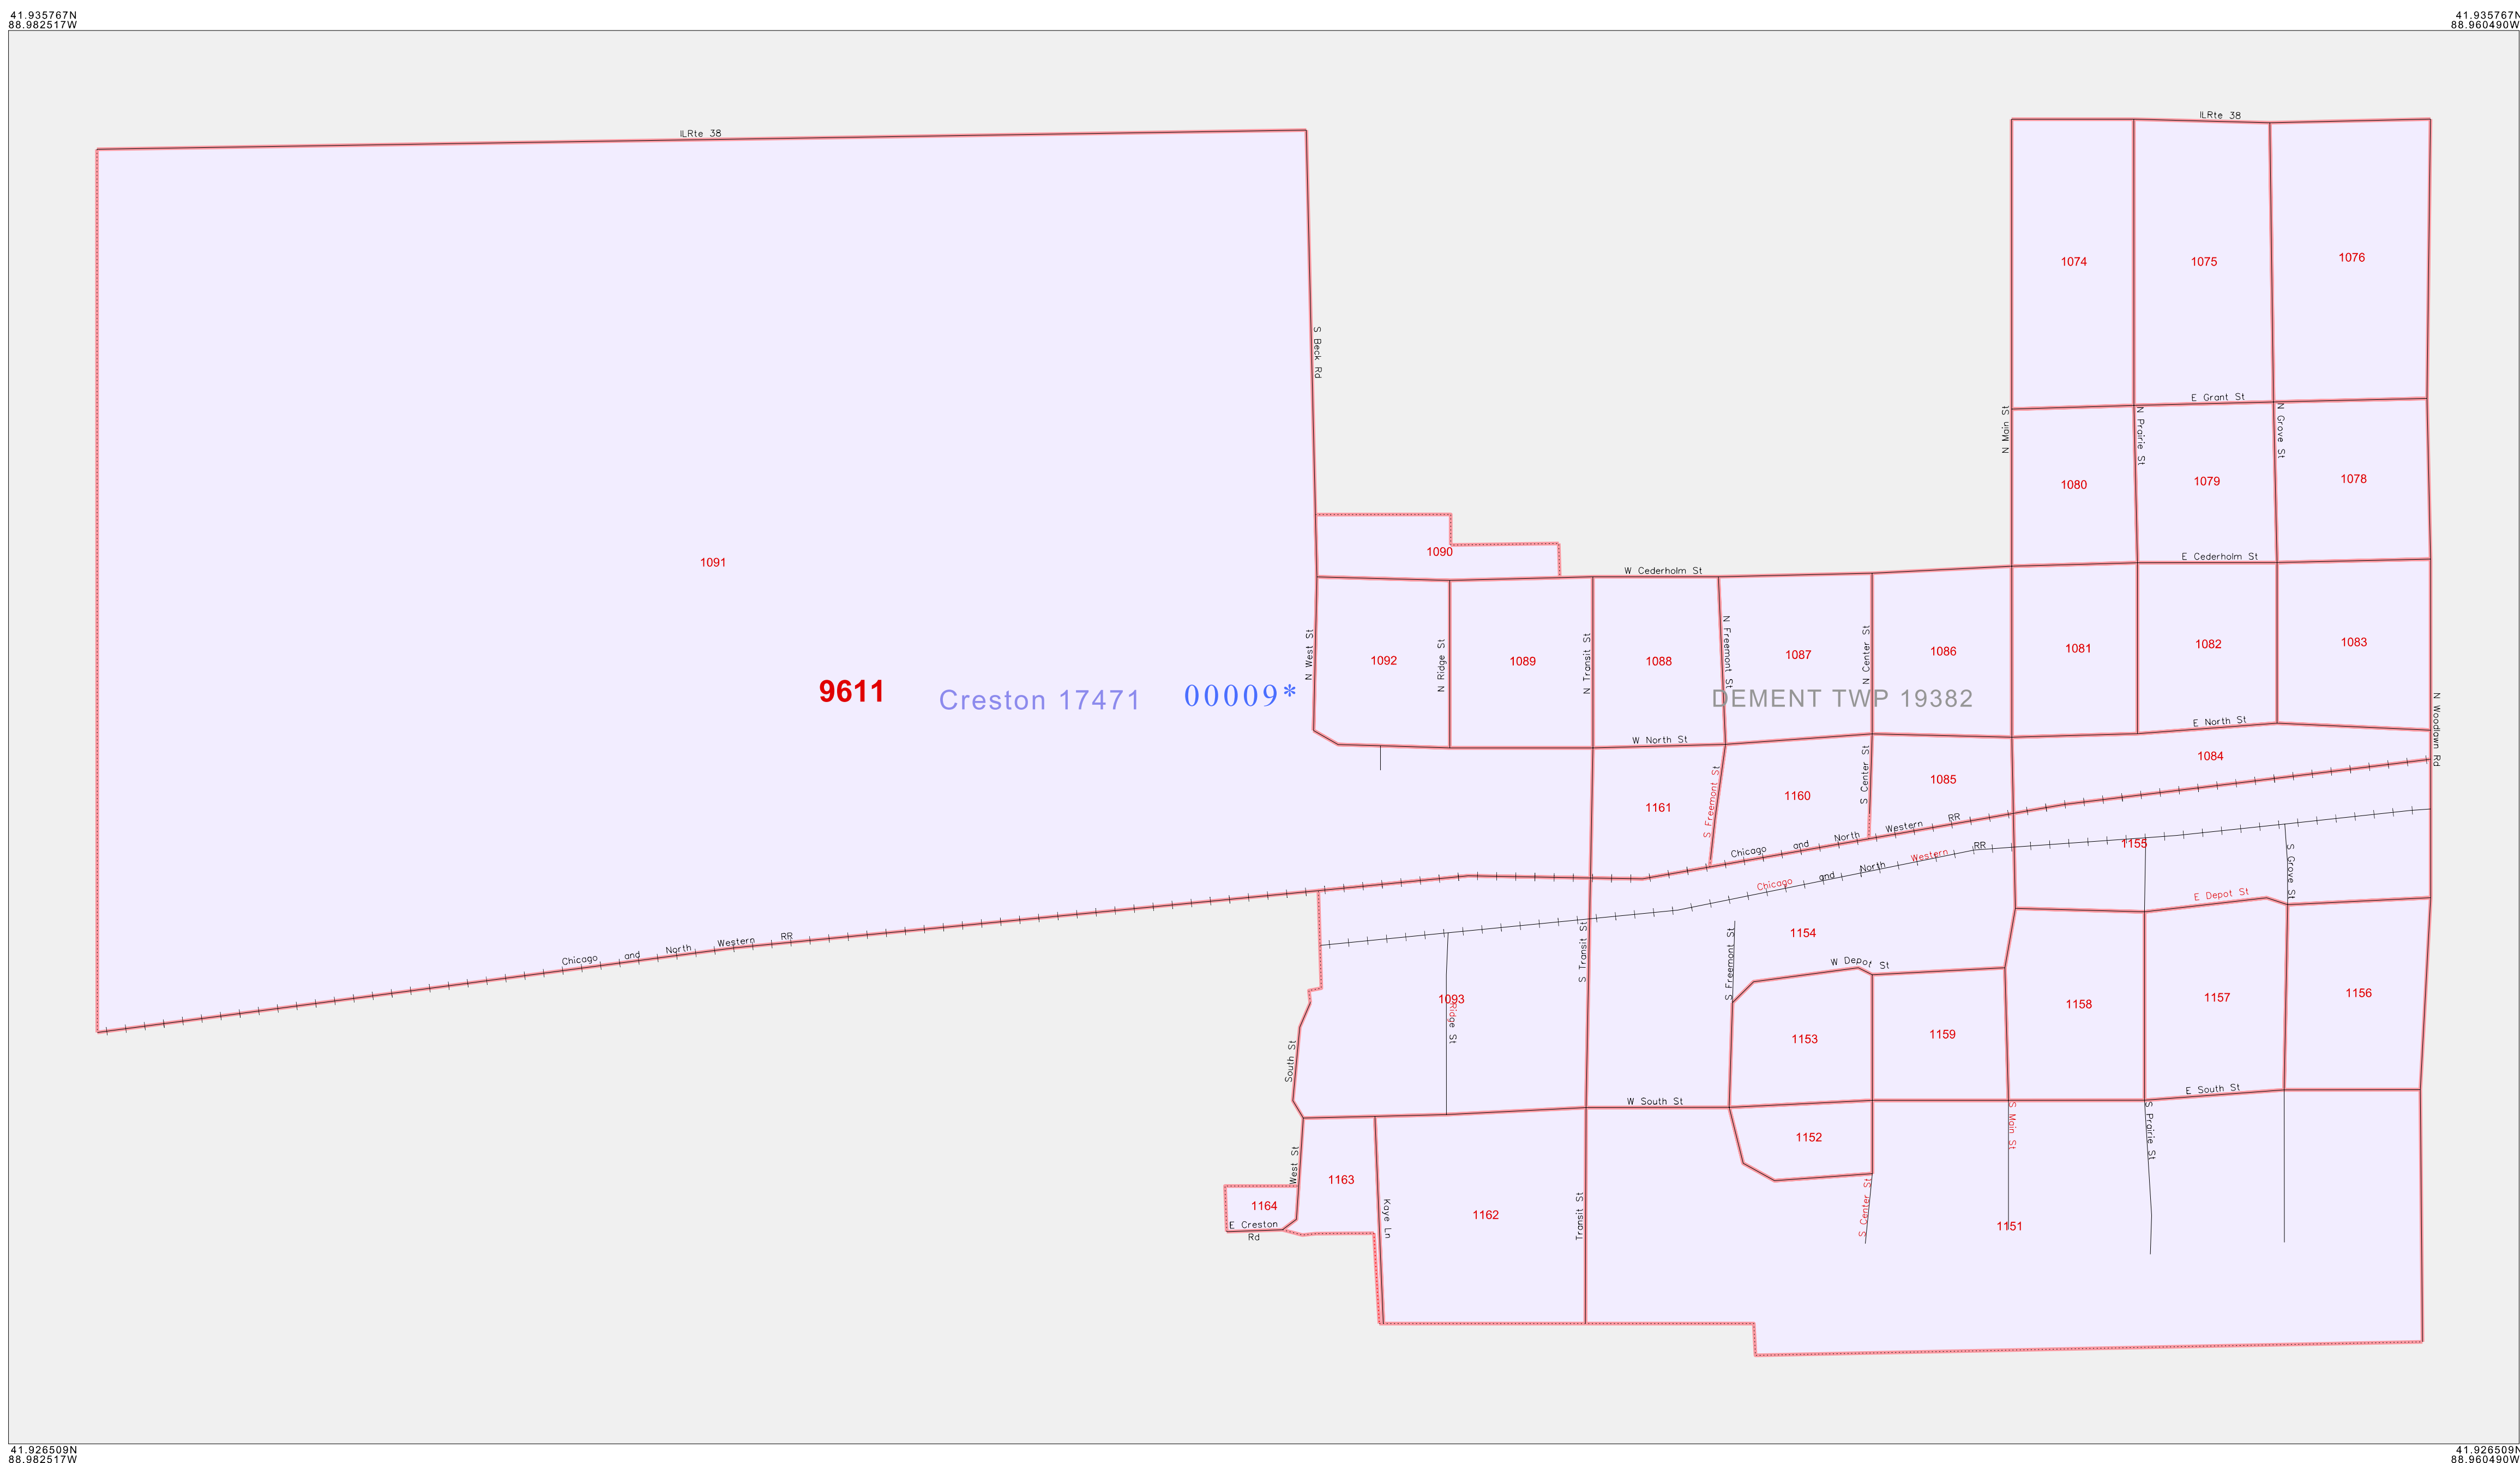 41.935767N
88.982517W
41.935767N
88.960490W
ILRte 38
ILRte 38
S Beck Rd
1074
1075
1076
E Grant St
N Main St
N Prairie St
N Grove St
1080
1079
1078
1090
1091
W Cederholm St
E Cederholm St
N West St
N Ridge St
N Transit St
N Fremont St
N Center St
1092
1089
1088
1087
1086
1081
1082
1083
9611
Creston 17471
00009*
DEMENT TWP 19382
N Woodlawn Rd
W North St
E North St
1084
S Freemont St
S Center St
1161
1160
1085
Chicago and North Western RR
Chicago and North Western RR
Chicago and North Western RR
1155
S Grove St
E Depot St
S Transit St
S Freemont St
1154
W Depot St
1093
Ridge St
1158
1157
1156
1153
1159
South St
W South St
E South St
S Main St
S Prairie St
1152
West St
1163
1164
E Creston
Rd
Kaye Ln
1162
Transit St
S Center St
1151
41.926509N
88.982517W
41.926509N
88.960490W